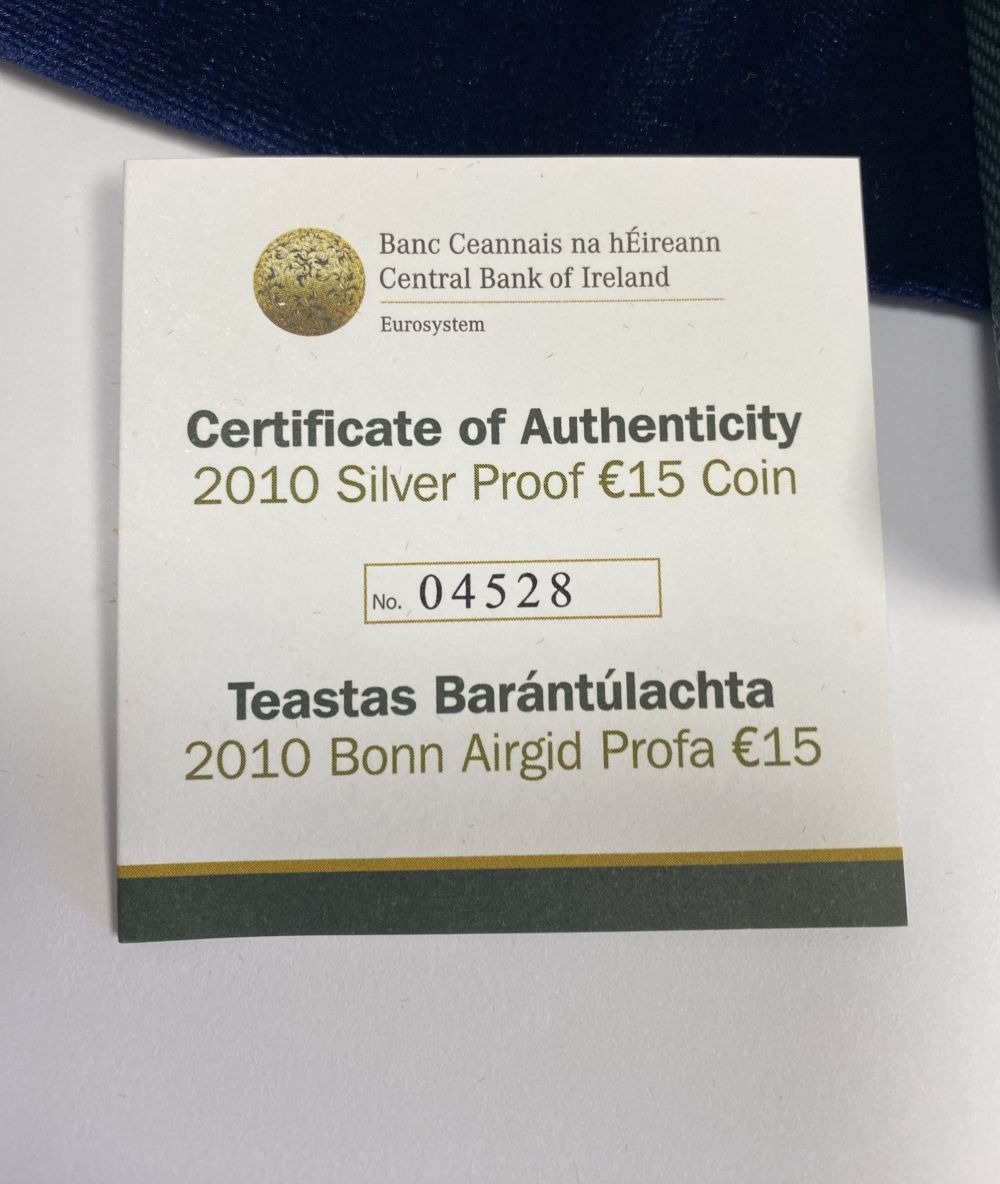 Banc Ceannais na hÉireann
Central Bank of Ireland
Eurosystem
Certificate of Authenticity
2010 Silver Proof €15 Coin
No. 04528
Teastas Barántúlachta
2010 Bonn Airgid Profa €15